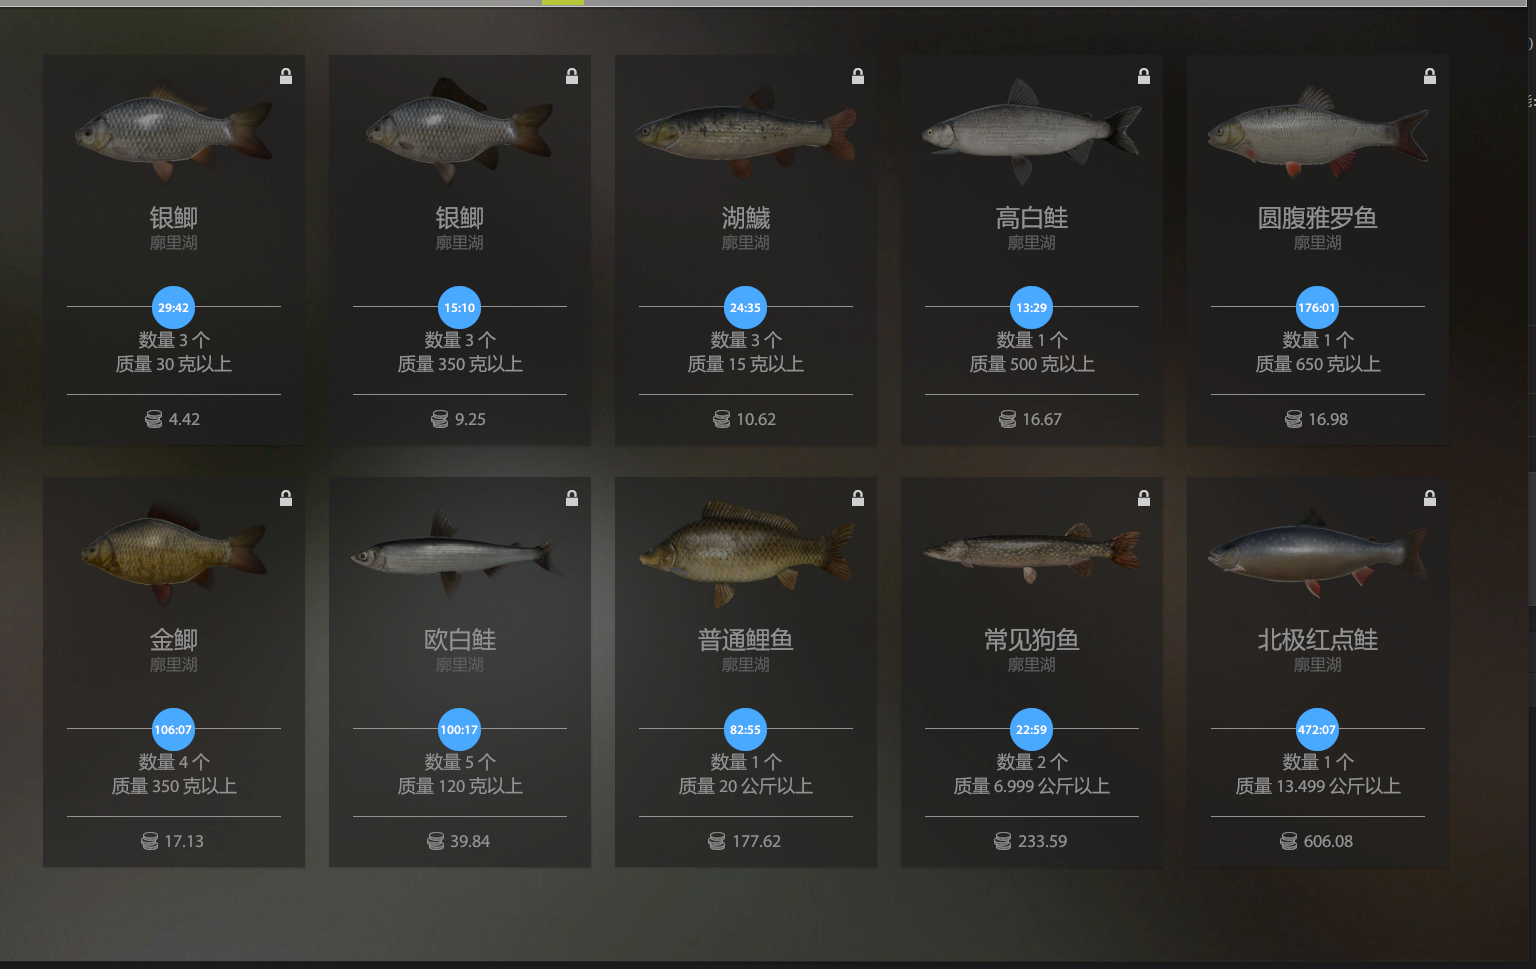 银鲫
廓里湖
29:42
数量 3 个
质量 30 克以上
4.42
银鲫
廓里湖
15:10
数量 3 个
质量 350 克以上
9.25
湖鱥
廓里湖
24:35
数量 3 个
质量 15 克以上
10.62
高白鲑
廓里湖
13:29
数量 1 个
质量 500 克以上
16.67
圆腹雅罗鱼
廓里湖
176:01
数量 1 个
质量 650 克以上
16.98
金鲫
廓里湖
106:07
数量 4 个
质量 350 克以上
17.13
欧白鲑
廓里湖
100:17
数量 5 个
质量 120 克以上
39.84
普通鲤鱼
廓里湖
82:55
数量 1 个
质量 20 公斤以上
177.62
常见狗鱼
廓里湖
22:59
数量 2 个
质量 6.999 公斤以上
233.59
北极红点鲑
廓里湖
472:07
数量 1 个
质量 13.499 公斤以上
606.08